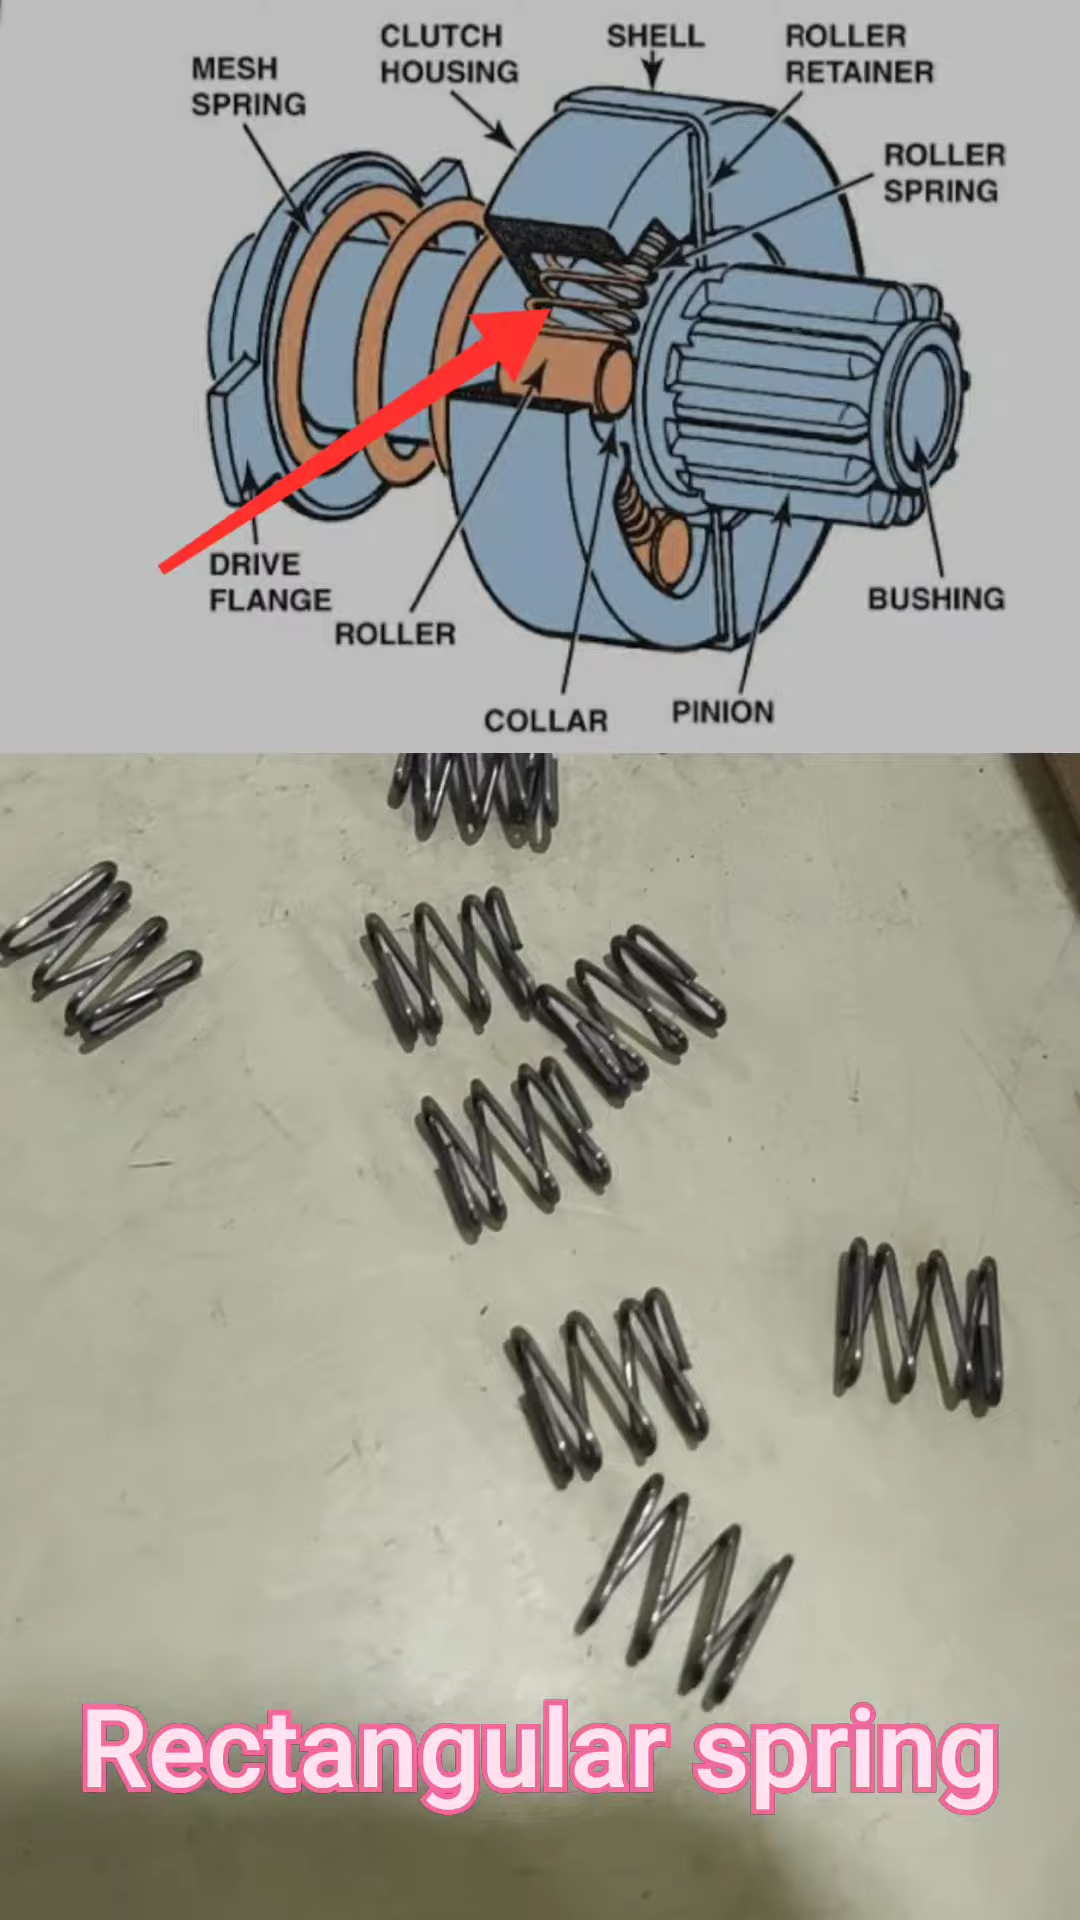 CLUTCH
HOUSING
SHELL
ROLLER
RETAINER
MESH
SPRING
ROLLER
SPRING
DRIVE
FLANGE
ROLLER
BUSHING
COLLAR
PINION
Rectangular spring